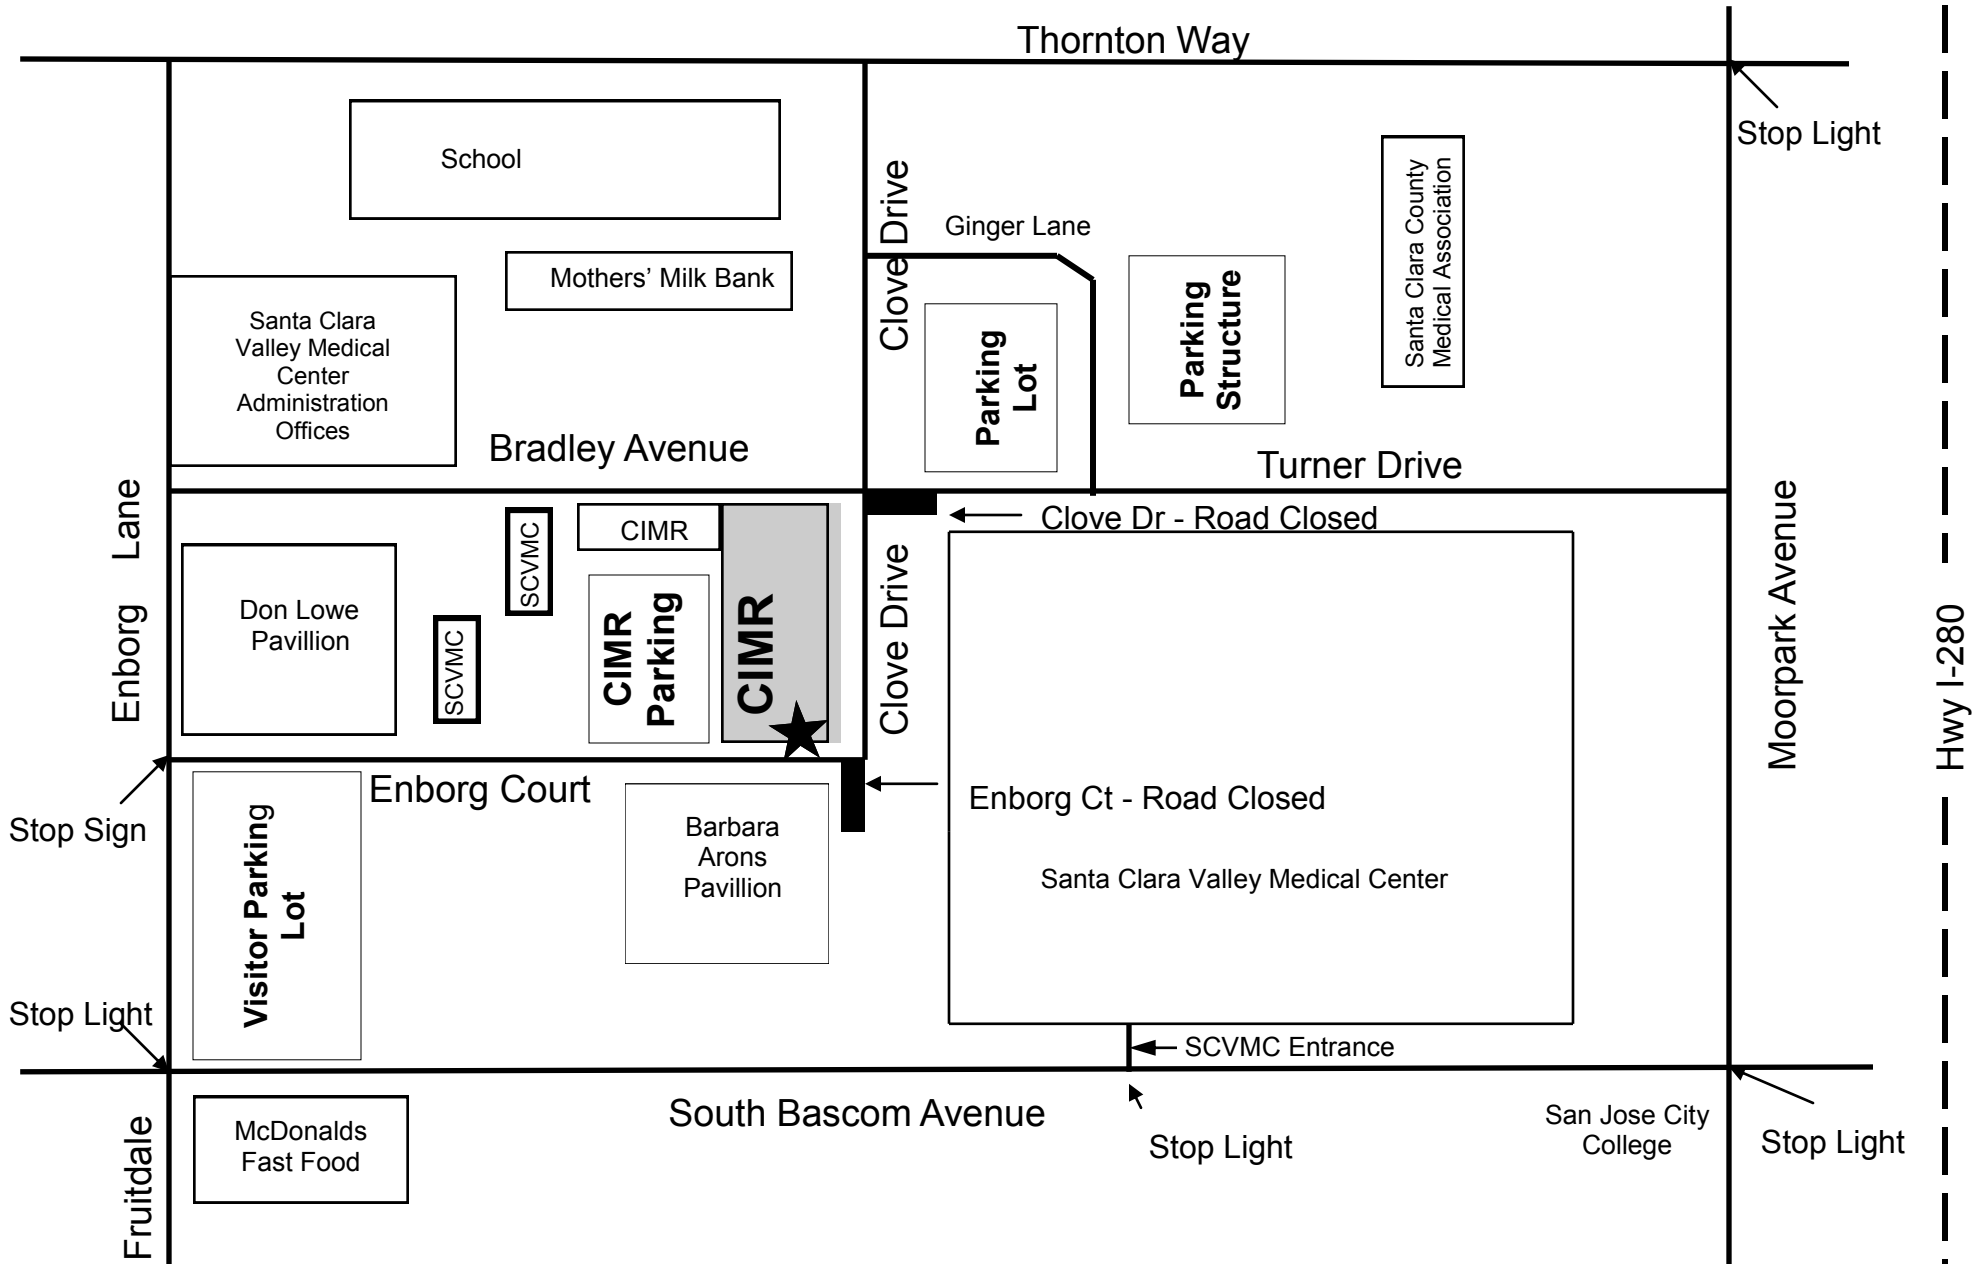 Thornton Way
Stop Light
School
Clove Drive
Ginger Lane
Santa Clara County
Medical Association
Mothers’ Milk Bank
Santa Clara
Valley Medical
Center
Administration
Offices
Parking
Lot
Parking
Structure
Bradley Avenue
Turner Drive
Enborg Lane
SCVMC
CIMR
Clove Dr - Road Closed
Don Lowe
Pavillion
SCVMC
CIMR
Parking
CIMR
Clove Drive
Moorpark Avenue
Hwy I-280
Enborg Court
Stop Sign
Enborg Ct - Road Closed
Visitor Parking
Lot
Barbara
Arons
Pavillion
Santa Clara Valley Medical Center
Stop Light
SCVMC Entrance
South Bascom Avenue
Stop Light
San Jose City
College
Stop Light
Fruitdale
McDonalds
Fast Food